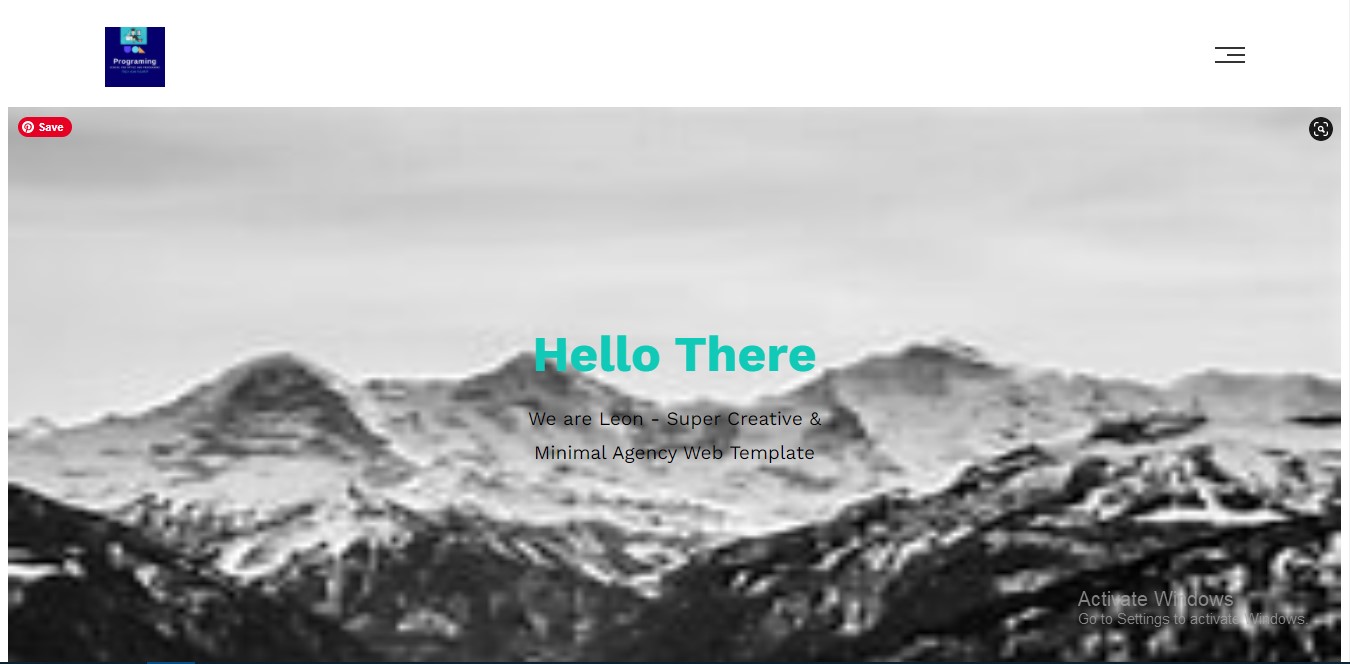 Programing
Save
Hello There
We are Leon - Super Creative &
Minimal Agency Web Template
Activate Windows
Go to Settings to activate Windows.